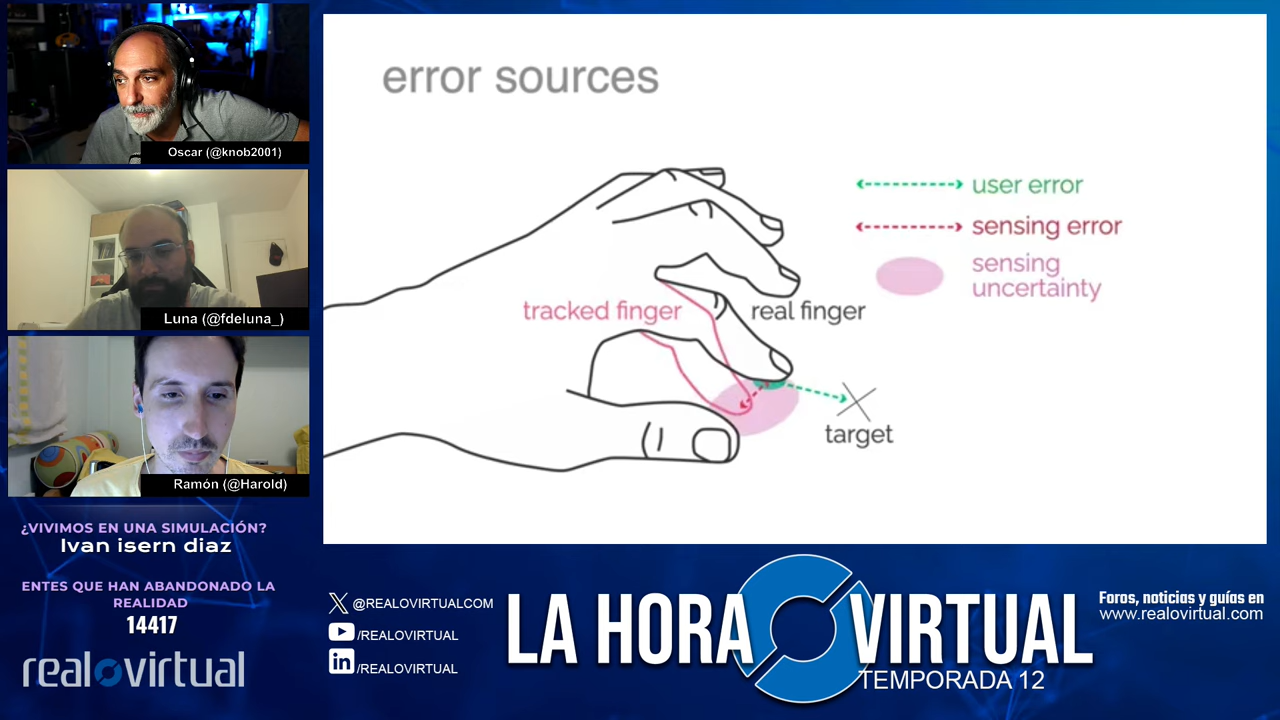 Oscar (@knob2001)
Luna (@fdeluna_)
Ramón (@Harold)
¿VIVIMOS EN UNA SIMULACIÓN?
Ivan isern diaz
ENTES QUE HAN ABANDONADO LA
REALIDAD
14417
realovirtual
error sources
user error
sensing error
sensing
uncertainty
tracked finger
real finger
target
@REALOVIRTUALCOM
/REALOVIRTUAL
/REALOVIRTUAL
LA HORA VIRTUAL
TEMPORADA 12
Foros, noticias y guías en
www.realovirtual.com